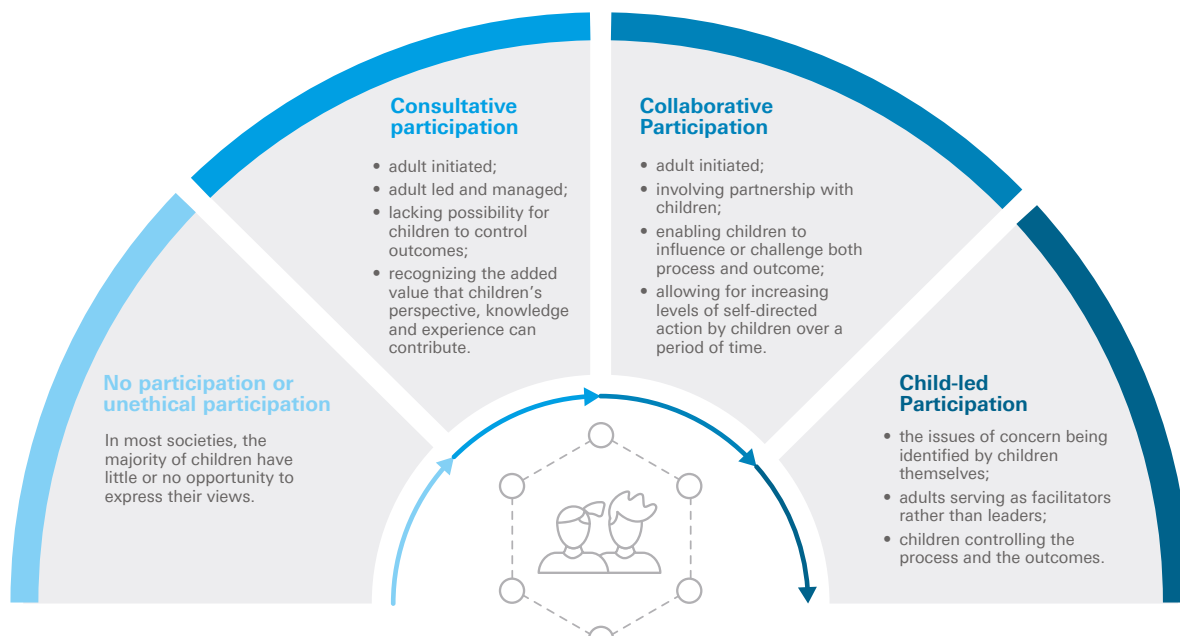 No participation or
unethical participation
In most societies, the
majority of children have
little or no opportunity to
express their views.
Consultative
participation
• adult initiated;
• adult led and managed;
• lacking possibility for
children to control
outcomes;
• recognizing the added
value that children's
perspective, knowledge
and experience can
contribute.
Collaborative
Participation
• adult initiated;
• involving partnership with
children;
• enabling children to
influence or challenge both
process and outcome;
• allowing for increasing
levels of self-directed
action by children over a
period of time.
Child-led
Participation
• the issues of concern being
identified by children
themselves;
• adults serving as facilitators
rather than leaders;
• children controlling the
process and the outcomes.